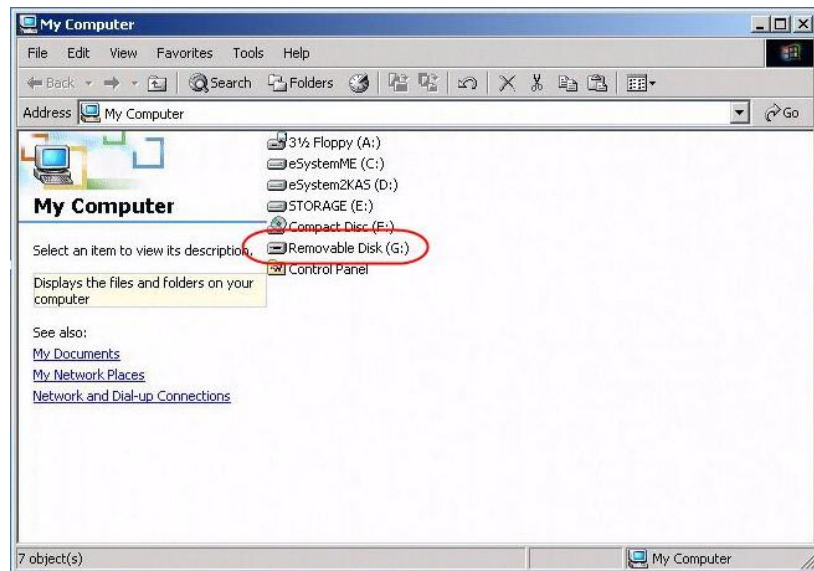 My Computer
File Edit View Favorites Tools Help
Back Search Folders
Address My Computer Go
3½ Floppy (A:)
eSystemME (C:)
eSystem2KAS (D:)
STORAGE (E:)
Compact Disc (F:)
Removable Disk (G:)
Control Panel
My Computer
Select an item to view its description.
Displays the files and folders on your
computer
See also:
My Documents
My Network Places
Network and Dial-up Connections
7 object(s) My Computer